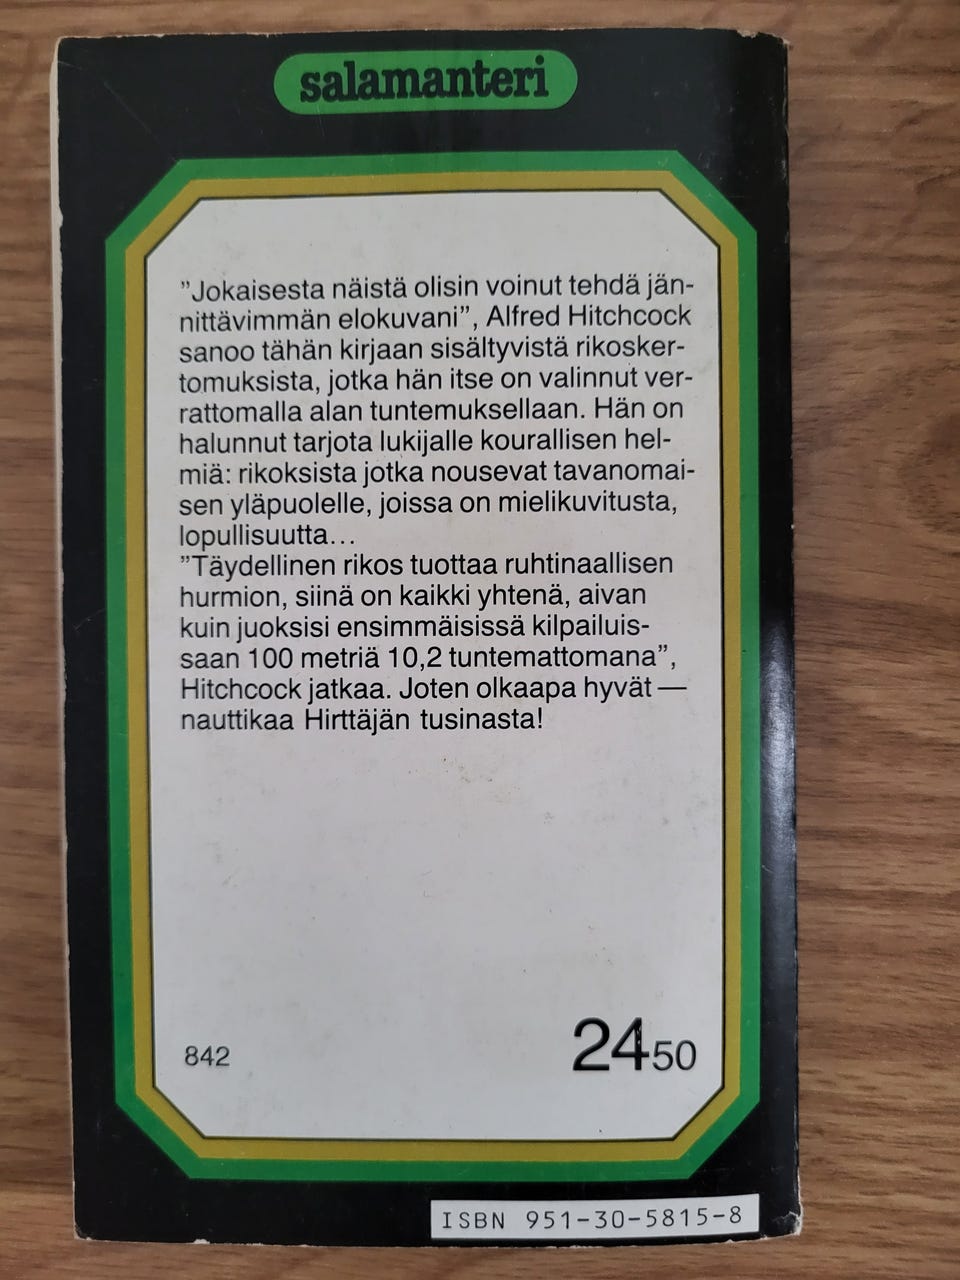 salamanteri
”Jokaisesta näistä olisin voinut tehdä jän-
nittävimmän elokuvani”, Alfred Hitchcock
sanoo tähän kirjaan sisältyvistä rikosker-
tomuksista, jotka hän itse on valinnut ver-
rattomalla alan tuntemuksellaan. Hän on
halunnut tarjota lukijalle kourallisen hel-
miä: rikoksista jotka nousevat tavanomai-
sen yläpuolelle, joissa on mielikuvitusta,
lopullisuutta...
”Täydellinen rikos tuottaa ruhtinaallisen
hurmion, siinä on kaikki yhtenä, aivan
kuin juoksisi ensimmäisissä kilpailuis-
saan 100 metriä 10,2 tuntemattomana”,
Hitchcock jatkaa. Joten olkaapa hyvät —
nauttikaa Hirttäjän tusinasta!
842 2450
ISBN 951-30-5815-8